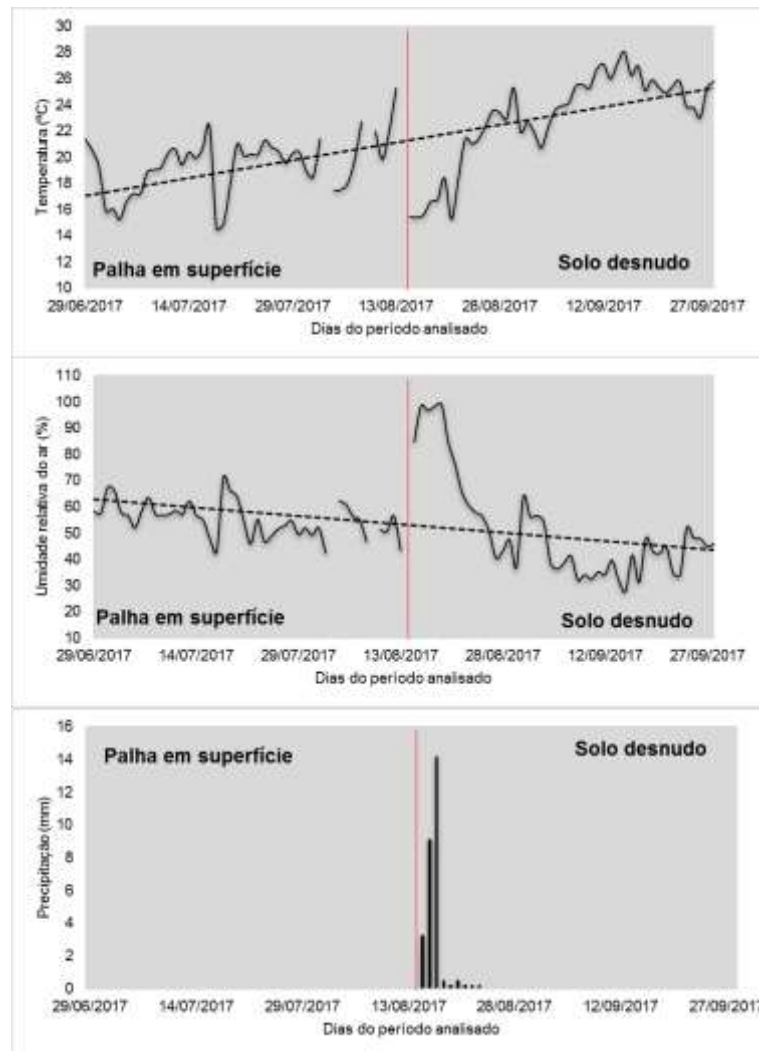 28
26
24
22
20
18
16
14
12
10
Temperatura (ºC)
Palha em superfície
Solo desnudo
29/06/2017 14/07/2017 29/07/2017 13/08/2017 28/08/2017 12/09/2017 27/09/2017
Dias do período analisado
110
100
90
80
70
60
50
40
30
20
10
Umidade relativa do ar (%)
Palha em superfície
Solo desnudo
29/06/2017 14/07/2017 29/07/2017 13/08/2017 28/08/2017 12/09/2017 27/09/2017
Dias do período analisado
16
14
12
10
8
6
4
2
0
Precipitação (mm)
Palha em superfície
Solo desnudo
29/06/2017 14/07/2017 29/07/2017 13/08/2017 28/08/2017 12/09/2017 27/09/2017
Dias do período analisado